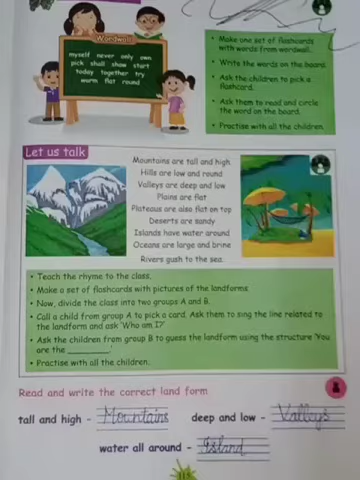 Wordwall
myself never only own
pick shall show start
today together try
warm flat round
• Make one set of flashcards
with words from wordwall.
• Write the words on the board.
• Ask the children to pick a
flashcard.
• Ask them to read and circle
the word on the board.
• Practise with all the children.
Let us talk
Mountains are tall and high
Hills are low and round
Valleys are deep and low
Plains are flat
Plateaus are also flat on top
Deserts are sandy
Islands have water around
Oceans are large and brine
Rivers gush to the sea.
• Teach the rhyme to the class.
• Make a set of flashcards with pictures of the landforms.
• Now, divide the class into two groups A and B.
• Call a child from group A to pick a card. Ask them to sing the line related to
the landform and ask 'Who am I?'
• Ask the children from group B to guess the landform using the structure 'You
are the ________'.
• Practise with all the children.
Read and write the correct land form
tall and high - Mountains deep and low - Valleys
water all around - Island